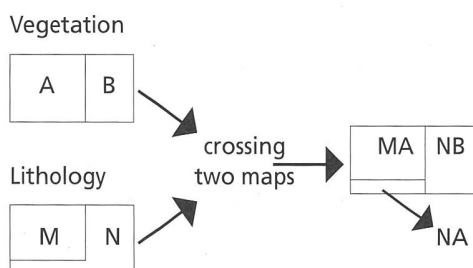 Vegetation
A B
crossing
two maps
MA NB
Lithology
M N
NA